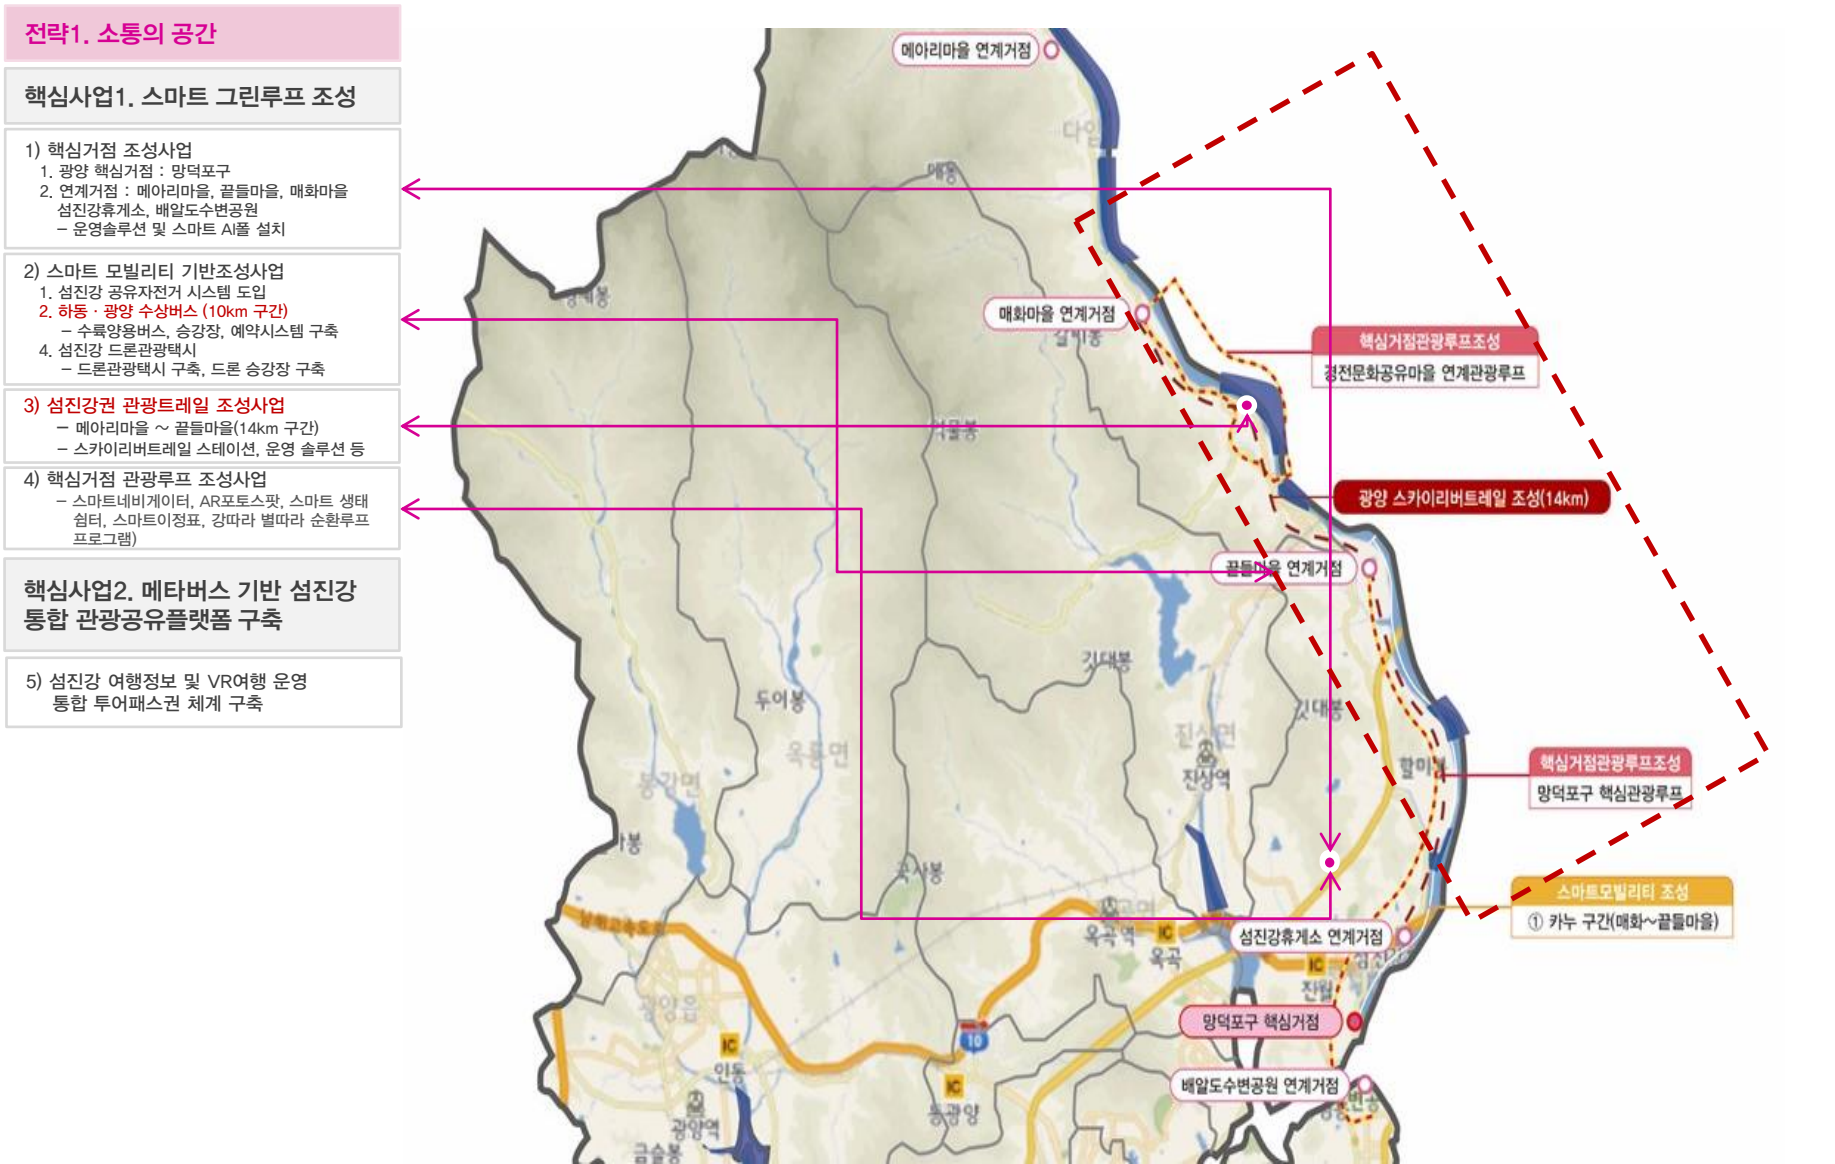 전략1. 소통의 공간
핵심사업1. 스마트 그린루프 조성
1) 핵심거점 조성사업
1. 광양 핵심거점 : 망덕포구
2. 연계거점 : 메아리마을, 끝들마을, 매화마을
섬진강휴게소, 배알도수변공원
- 운영솔루션 및 스마트 AI폴 설치
2) 스마트 모빌리티 기반조성사업
1. 섬진강 공유자전거 시스템 도입
2. 하동 · 광양 수상버스 (10km 구간)
- 수륙양용버스, 승강장, 예약시스템 구축
4. 섬진강 드론관광택시
- 드론관광택시 구축, 드론 승강장 구축
3) 섬진강권 관광트레일 조성사업
- 메아리마을 ~ 끝들마을(14km 구간)
- 스카이리버트레일 스테이션, 운영 솔루션 등
4) 핵심거점 관광루프 조성사업
- 스마트네비게이터, AR포토스팟, 스마트 생태
쉼터, 스마트이정표, 강따라 별따라 순환루프
프로그램)
핵심사업2. 메타버스 기반 섬진강
통합 관광공유플랫폼 구축
5) 섬진강 여행정보 및 VR여행 운영
통합 투어패스권 체계 구축
메아리마을 연계거점
다압
매봉
매화마을 연계거점
갈미봉
핵심거점관광루프조성
경전문화공유마을 연계관광루프
억불봉
광양 스카이리버트레일 조성(14km)
끝들마을 연계거점
깃대봉
두이봉
깃대봉
진상면
옥룡면
진상역
봉강면
할미봉
핵심거점관광루프조성
망덕포구 핵심관광루프
국사봉
스마트모빌리티 조성
① 카누 구간(매화~끝들마을)
남해고속도로
옥곡면
옥곡역
IC
옥곡
섬진강휴게소 연계거점
IC
진월
광양읍
망덕포구 핵심거점
10
IC
인동
IC
동광양
배알도수변공원 연계거점
광양역
금슬봉